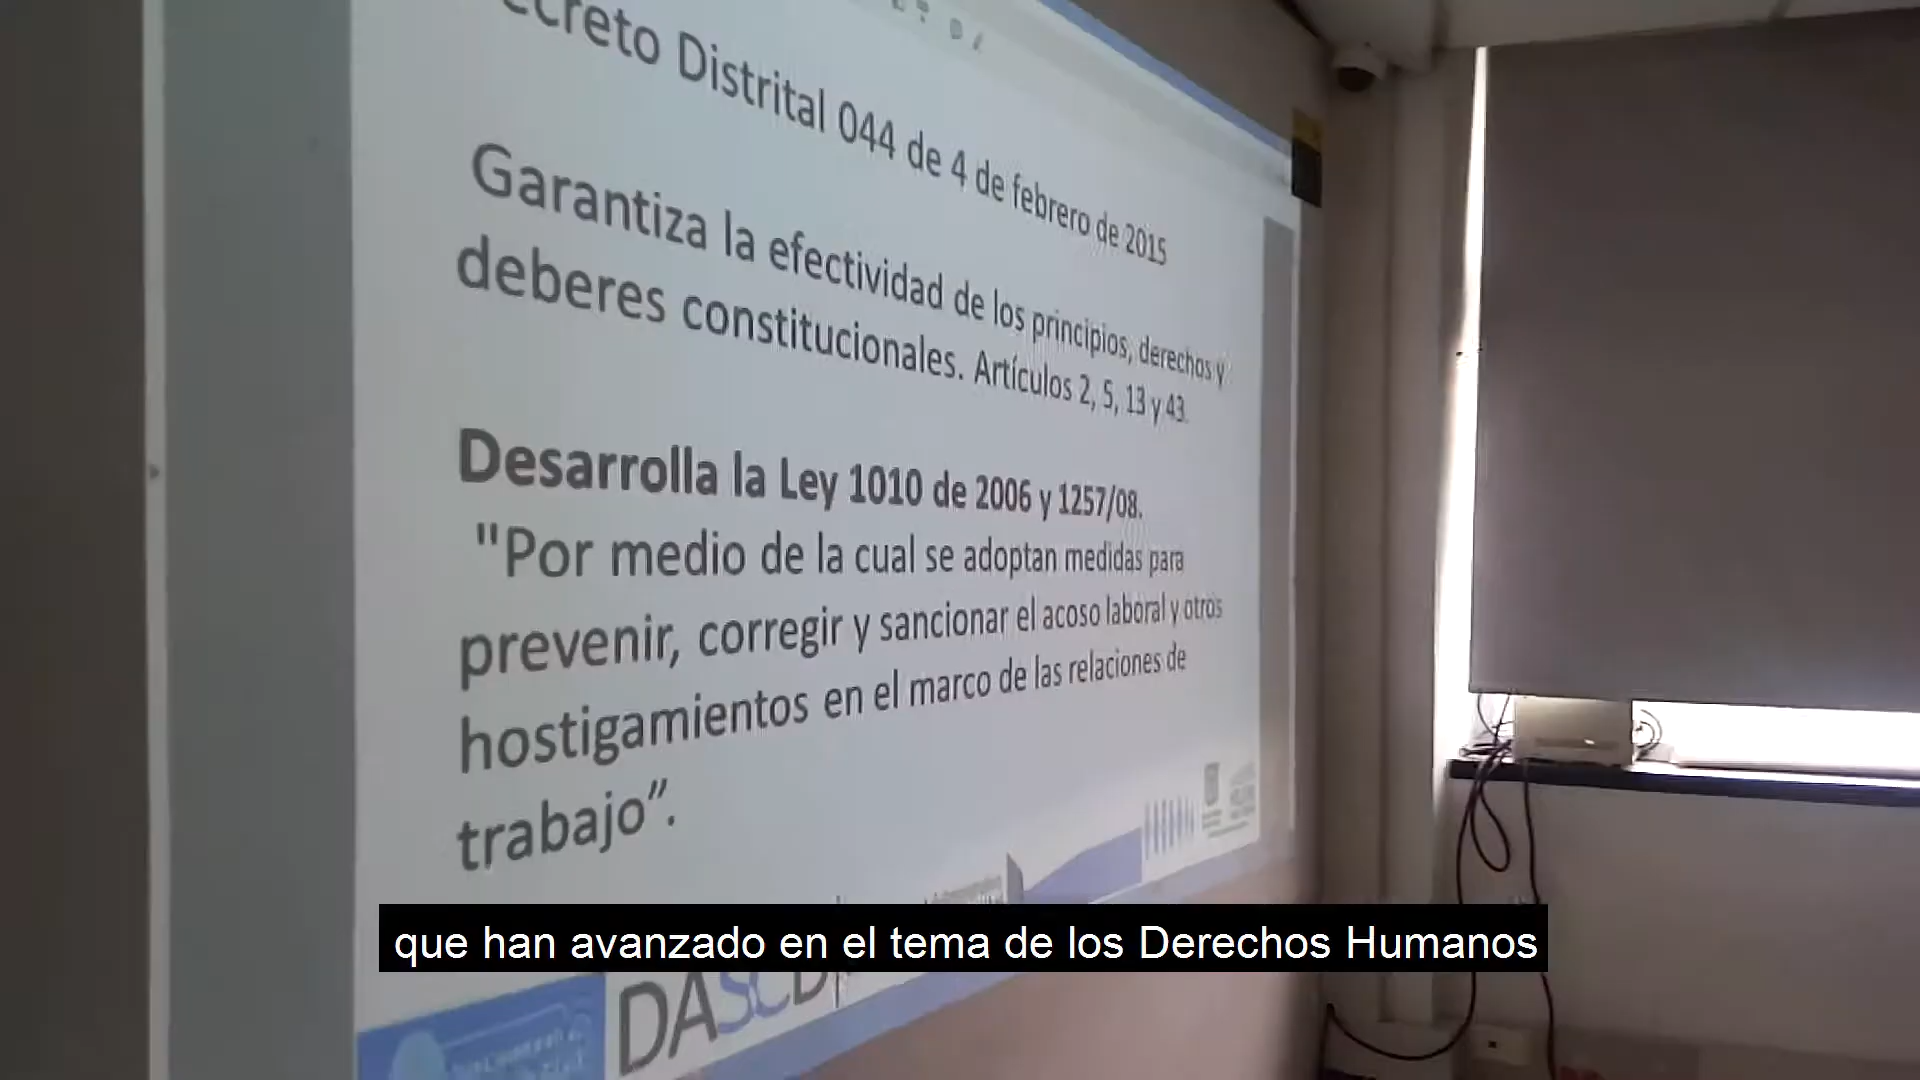 Distrital 044 de 4 de febrero de 2015
Garantiza la efectividad de los principios, derechos y
deberes constitucionales. Artículos 2, 5, 13 y 43.
Desarrolla la Ley 1010 de 2006 y 1257/08.
"Por medio de la cual se adoptan medidas para
prevenir, corregir y sancionar el acoso laboral y otros
hostigamientos en el marco de las relaciones de
trabajo”.
que han avanzado en el tema de los Derechos Humanos
DASCD